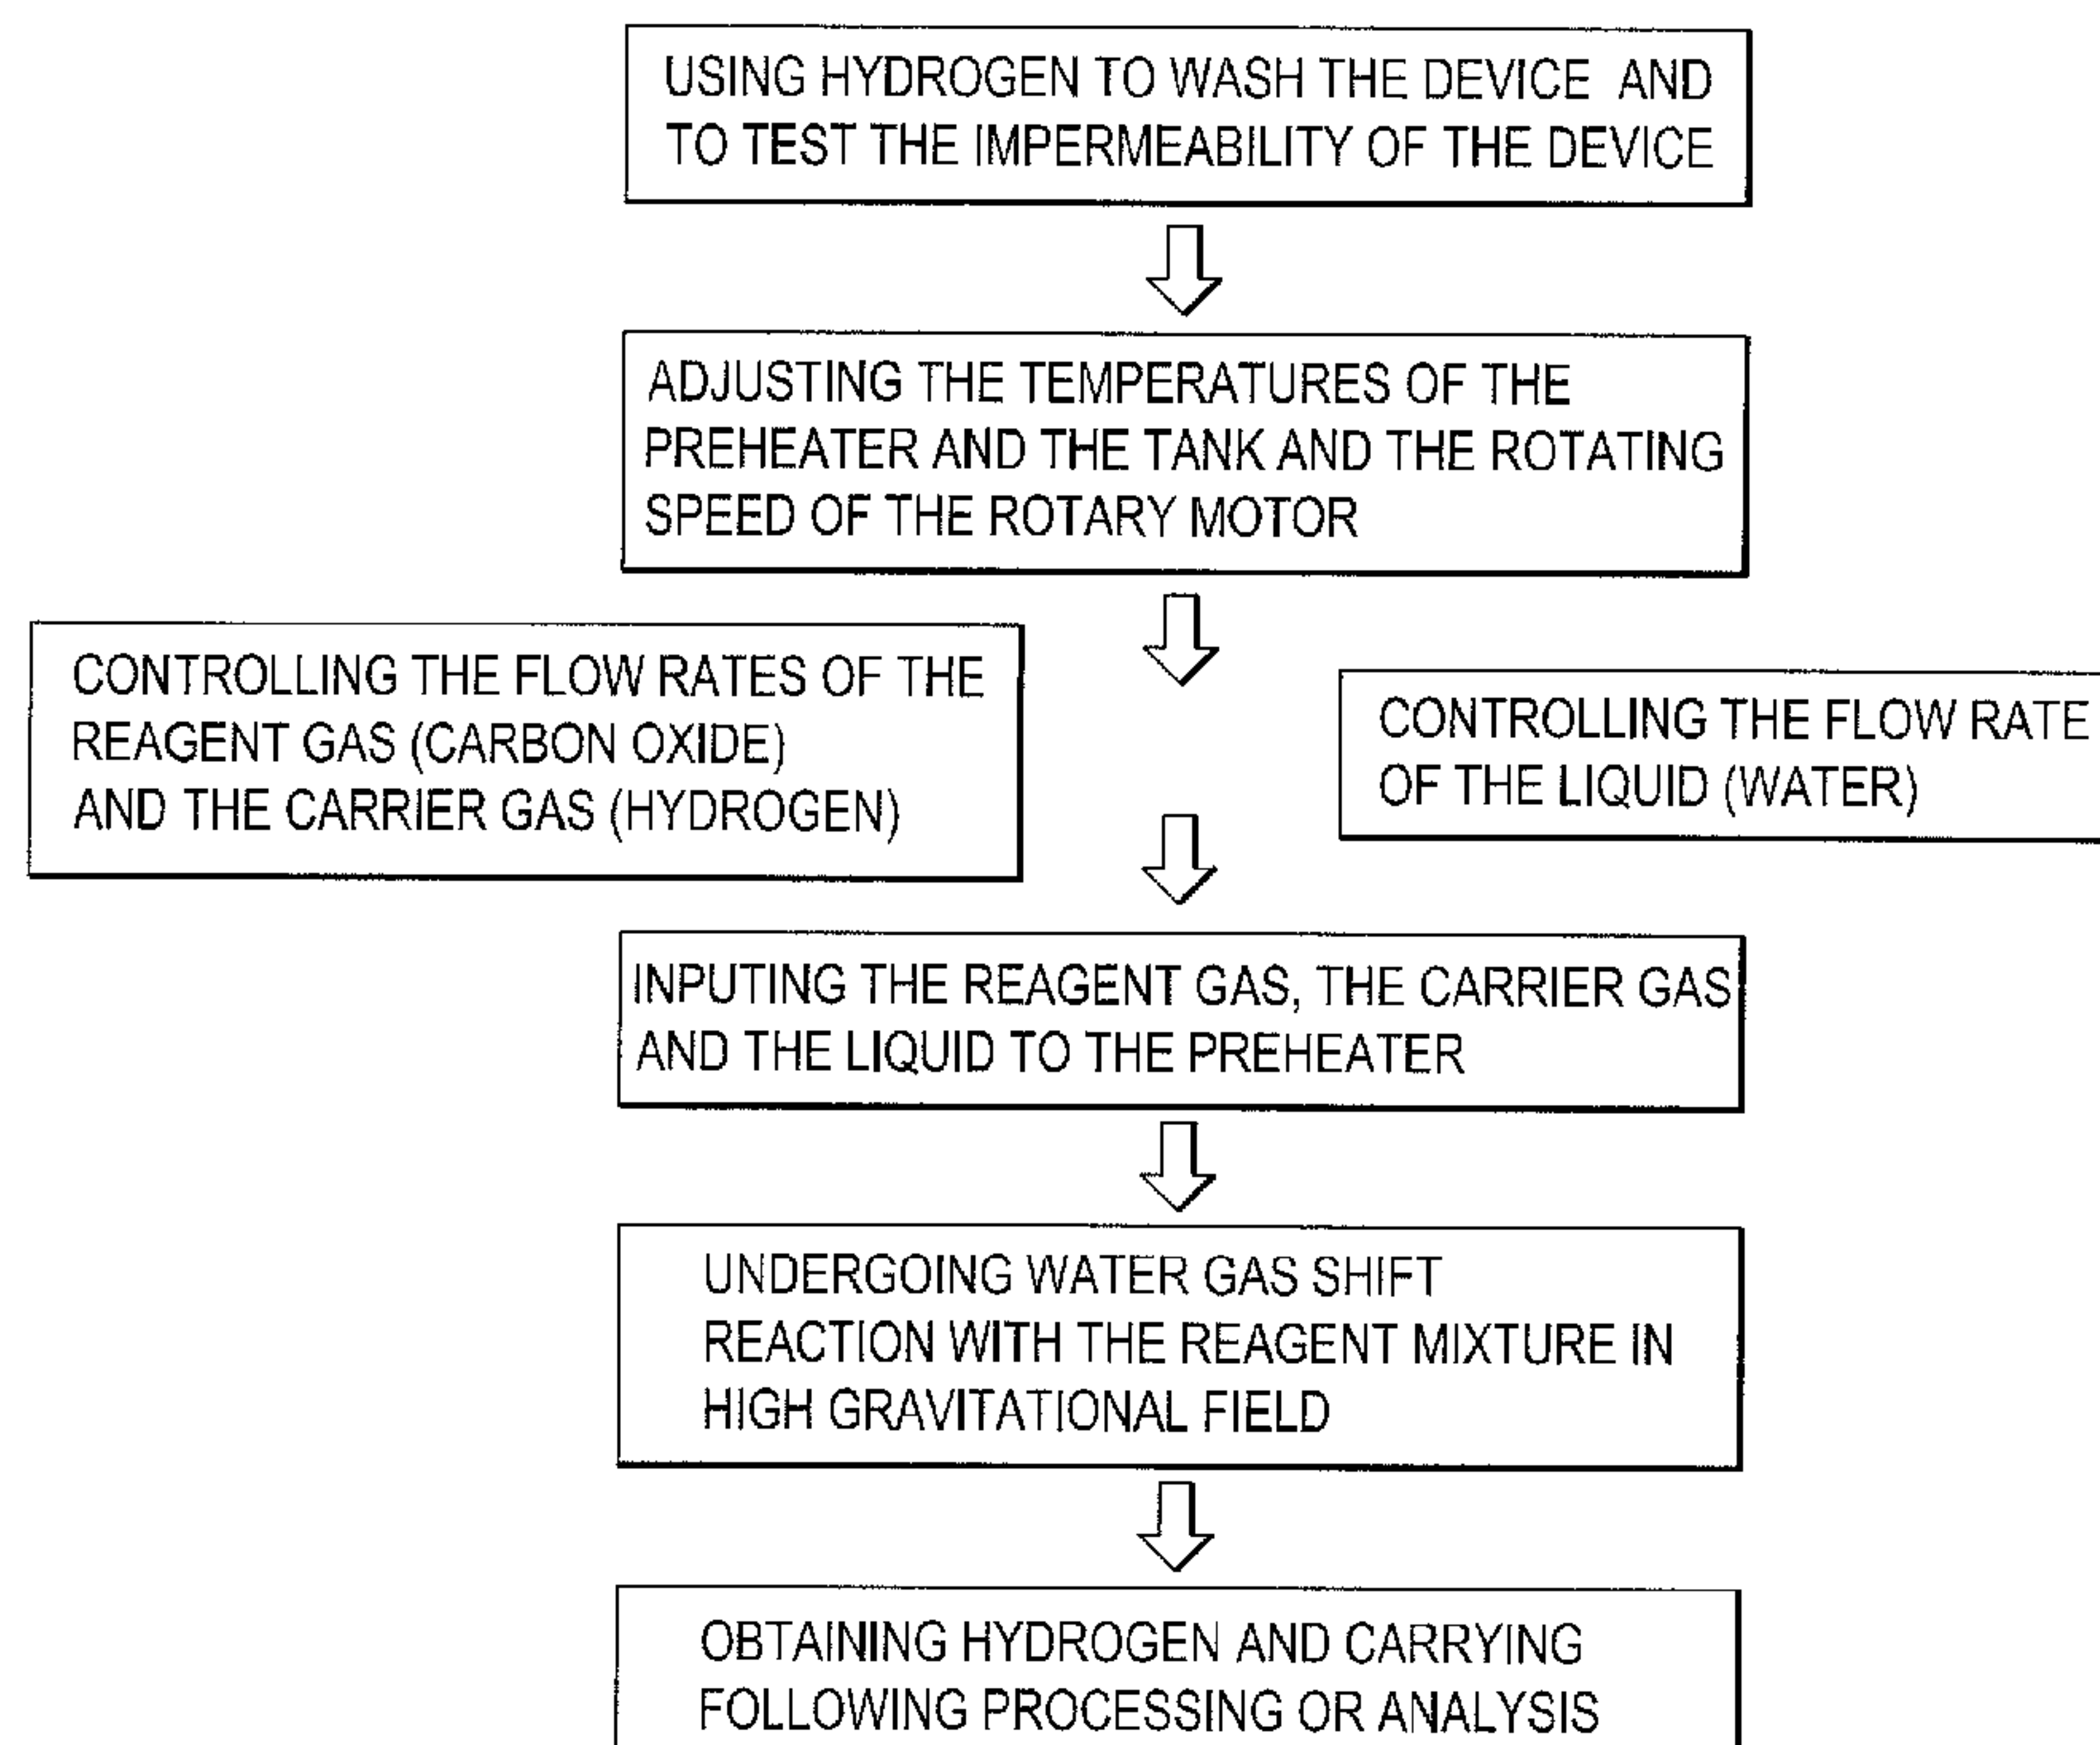 USING HYDROGEN TO WASH THE DEVICE AND
TO TEST THE IMPERMEABILITY OF THE DEVICE
ADJUSTING THE TEMPERATURES OF THE
PREHEATER AND THE TANK AND THE ROTATING
SPEED OF THE ROTARY MOTOR
CONTROLLING THE FLOW RATES OF THE
REAGENT GAS (CARBON OXIDE)
AND THE CARRIER GAS (HYDROGEN)
CONTROLLING THE FLOW RATE
OF THE LIQUID (WATER)
INPUTING THE REAGENT GAS, THE CARRIER GAS
AND THE LIQUID TO THE PREHEATER
UNDERGOING WATER GAS SHIFT
REACTION WITH THE REAGENT MIXTURE IN
HIGH GRAVITATIONAL FIELD
OBTAINING HYDROGEN AND CARRYING
FOLLOWING PROCESSING OR ANALYSIS